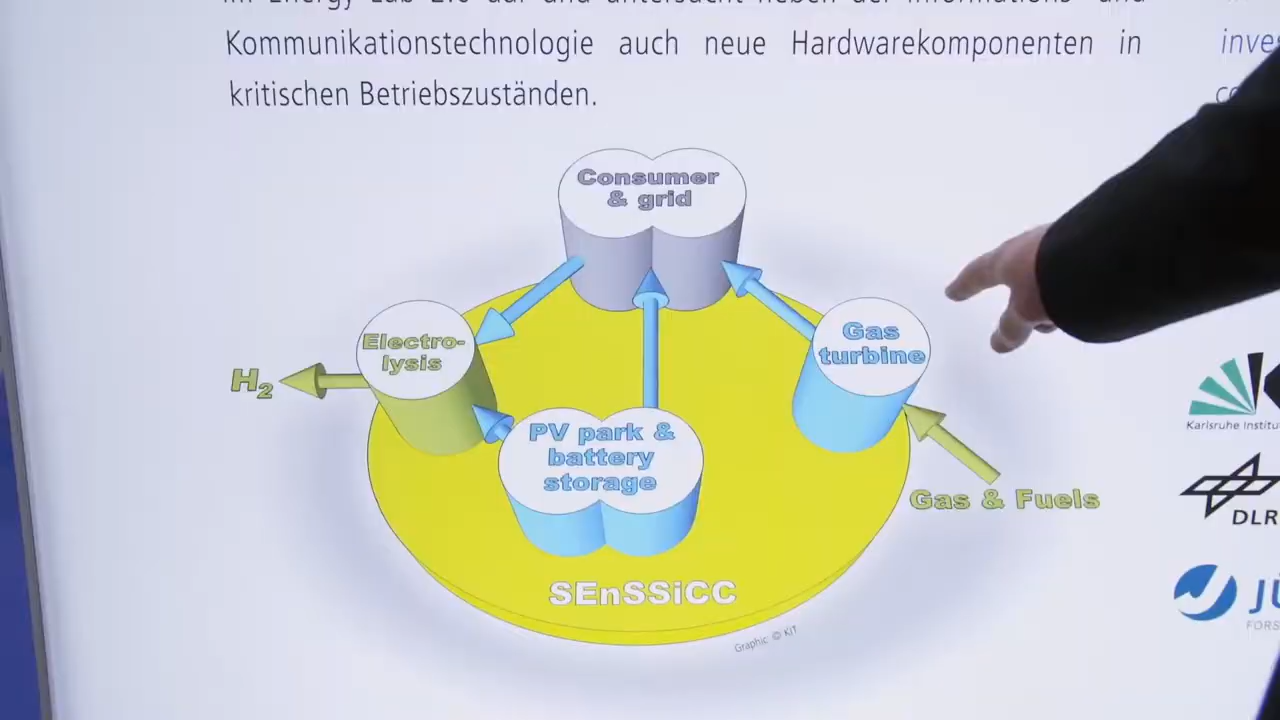 Kommunikationstechnologie auch neue Hardwarekomponenten in
kritischen Betriebszuständen.
Consumer
& grid
Electro-
lysis
H2
Gas
turbine
PV park &
battery
storage
Gas & Fuels
SEnSSiCC
Graphic: © KIT
Karlsruhe
DLR